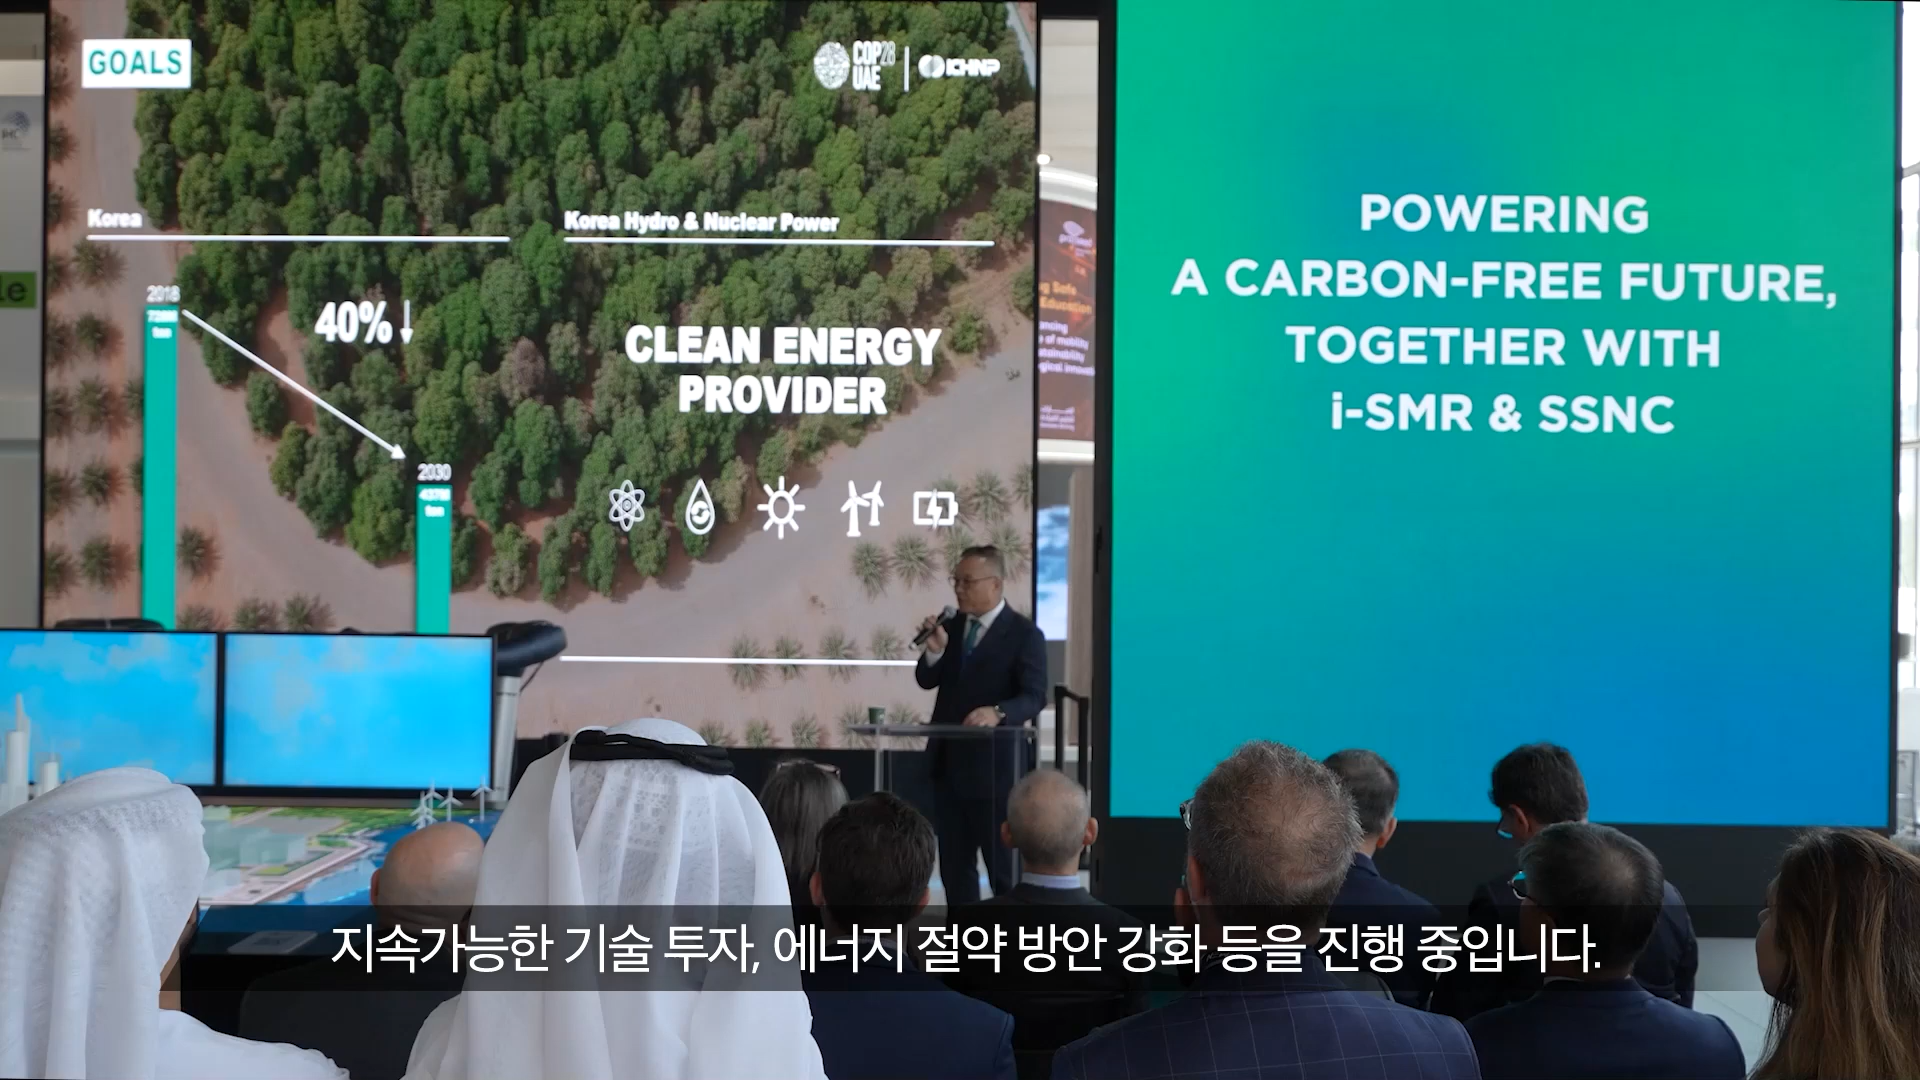 GOALS
COP28
UAE
KHNP
Korea
Korea Hydro & Nuclear Power
2018
40%↓
CLEAN ENERGY
PROVIDER
2030
437M
ton
POWERING
A CARBON-FREE FUTURE,
TOGETHER WITH
i-SMR & SSNC
지속가능한 기술 투자, 에너지 절약 방안 강화 등을 진행 중입니다.